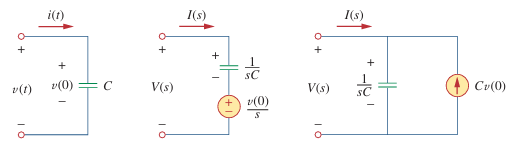 i(t)
+
v(t)
−
+
v(0)
−
C
I(s)
+
V(s)
−
+
−
1
sC
+
−
v(0)
s
I(s)
+
V(s)
−
+
1
sC
−
Cv(0)